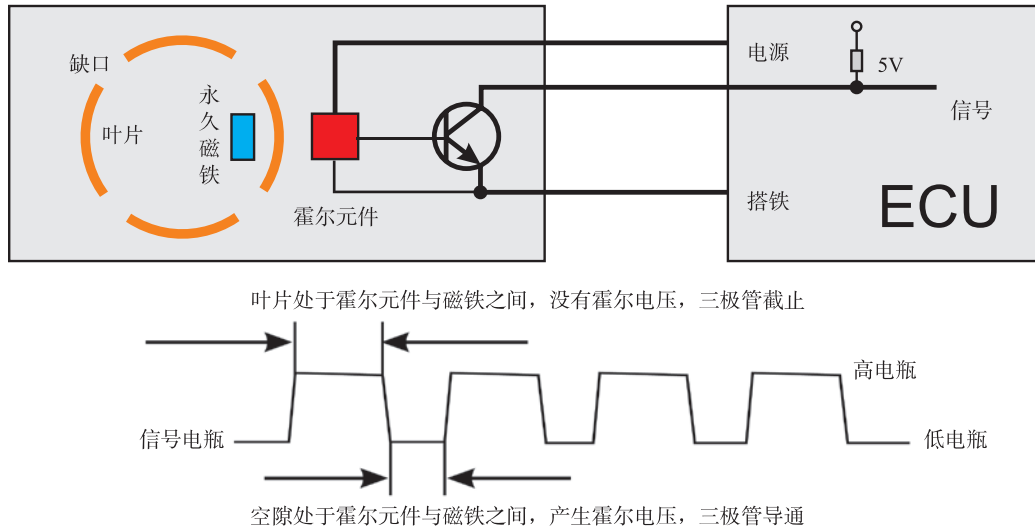 缺口
叶片
永久磁铁
霍尔元件
电源
5V
信号
搭铁
ECU
叶片处于霍尔元件与磁铁之间，没有霍尔电压，三极管截止
高电瓶
信号电瓶
低电瓶
空隙处于霍尔元件与磁铁之间，产生霍尔电压，三极管导通